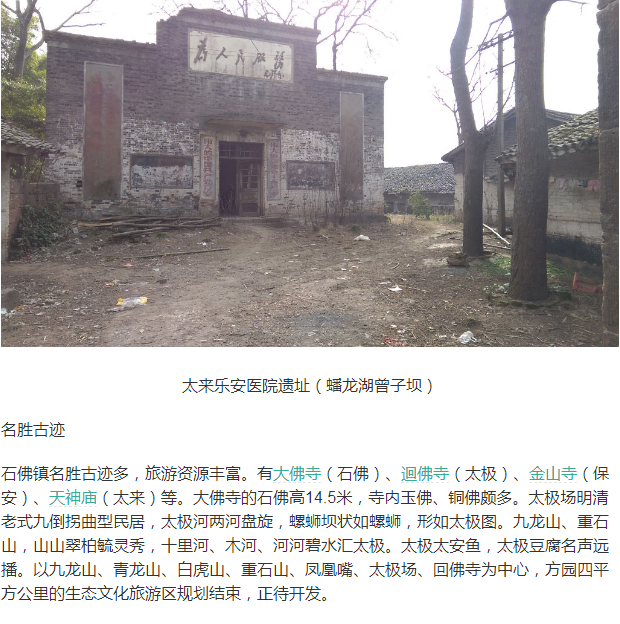 为人民服务
太来乐安医院遗址（蟠龙湖曾子坝）
名胜古迹
石佛镇名胜古迹多，旅游资源丰富。有大佛寺（石佛）、迴佛寺（太极）、金山寺（保
安）、天神庙（太来）等。大佛寺的石佛高14.5米，寺内玉佛、铜佛颇多。太极场明清
老式九倒拐曲型民居，太极河两河盘旋，螺蛳坝状如螺蛳，形如太极图。九龙山、重石
山，山山翠柏毓灵秀，十里河、木河、河河碧水汇太极。太极太安鱼，太极豆腐名声远
播。以九龙山、青龙山、白虎山、重石山、凤凰嘴、太极场、回佛寺为中心，方园四平
方公里的生态文化旅游区规划结束，正待开发。